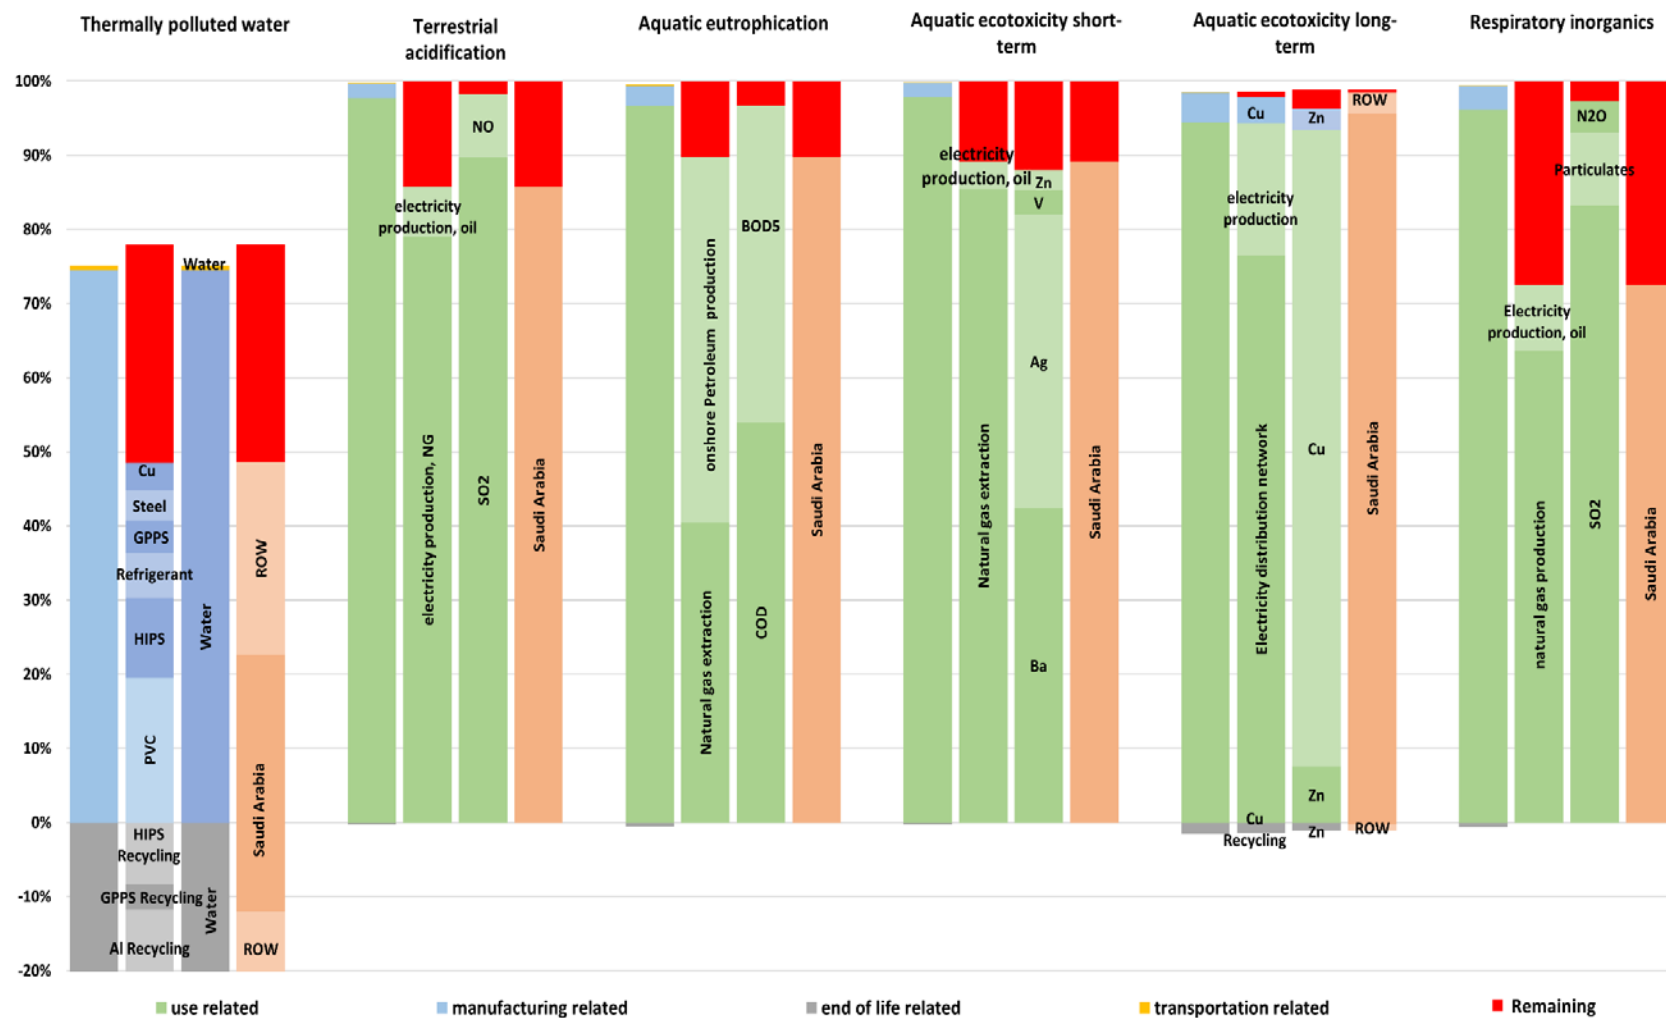 Thermally polluted water
Terrestrial
acidification
Aquatic eutrophication
Aquatic ecotoxicity short-
term
Aquatic ecotoxicity long-
term
Respiratory inorganics
100%
90%
80%
70%
60%
50%
40%
30%
20%
10%
0%
-10%
-20%
Water
Cu
Steel
GPPS
Refrigerant
HIPS
PVC
HIPS
Recycling
GPPS Recycling
Al Recycling
Water
Water
ROW
Saudi Arabia
ROW
electricity
production, oil
electricity production, NG
NO
SO2
Saudi Arabia
onshore Petroleum production
Natural gas extraction
BOD5
COD
Saudi Arabia
electricity
production, oil
Natural gas extraction
Zn
V
Ag
Ba
Saudi Arabia
Cu
electricity
production
Electricity distribution network
Cu
Recycling
Zn
Cu
Zn
Zn
ROW
Saudi Arabia
ROW
Electricity
production, oil
natural gas production
N2O
Particulates
SO2
Saudi Arabia
use related
manufacturing related
end of life related
transportation related
Remaining